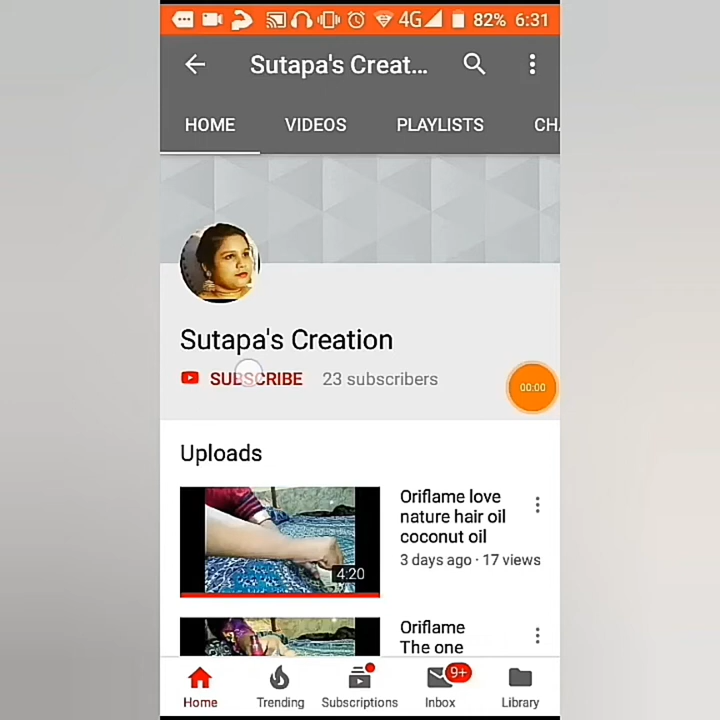 4G 82% 6:31
Sutapa's Creat...
HOME VIDEOS PLAYLISTS CH
Sutapa's Creation
SUBSCRIBE 23 subscribers
00:00
Uploads
Oriflame love
nature hair oil
coconut oil
3 days ago · 17 views
4:20
Oriflame
The one
9+
Home Trending Subscriptions Inbox Library